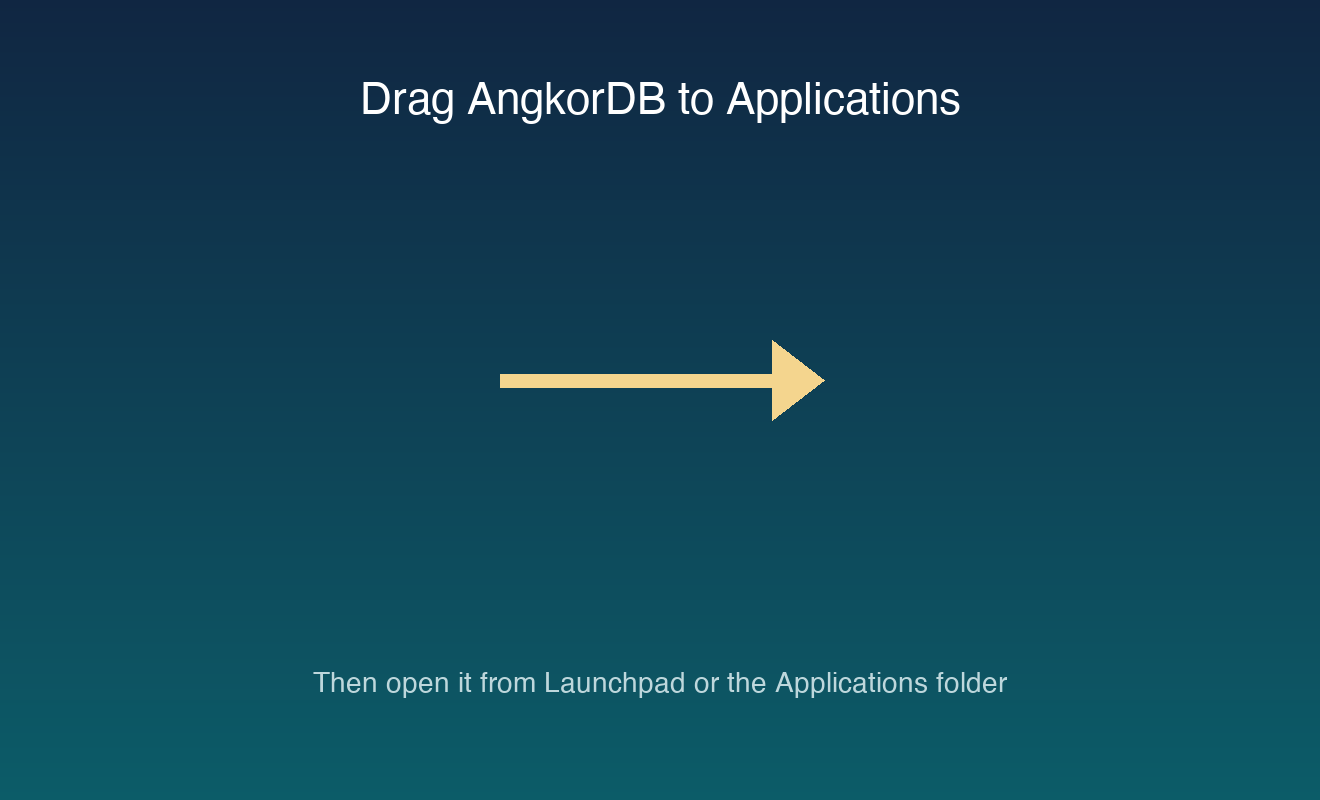 Drag AngkorDB to Applications
Then open it from Launchpad or the Applications folder